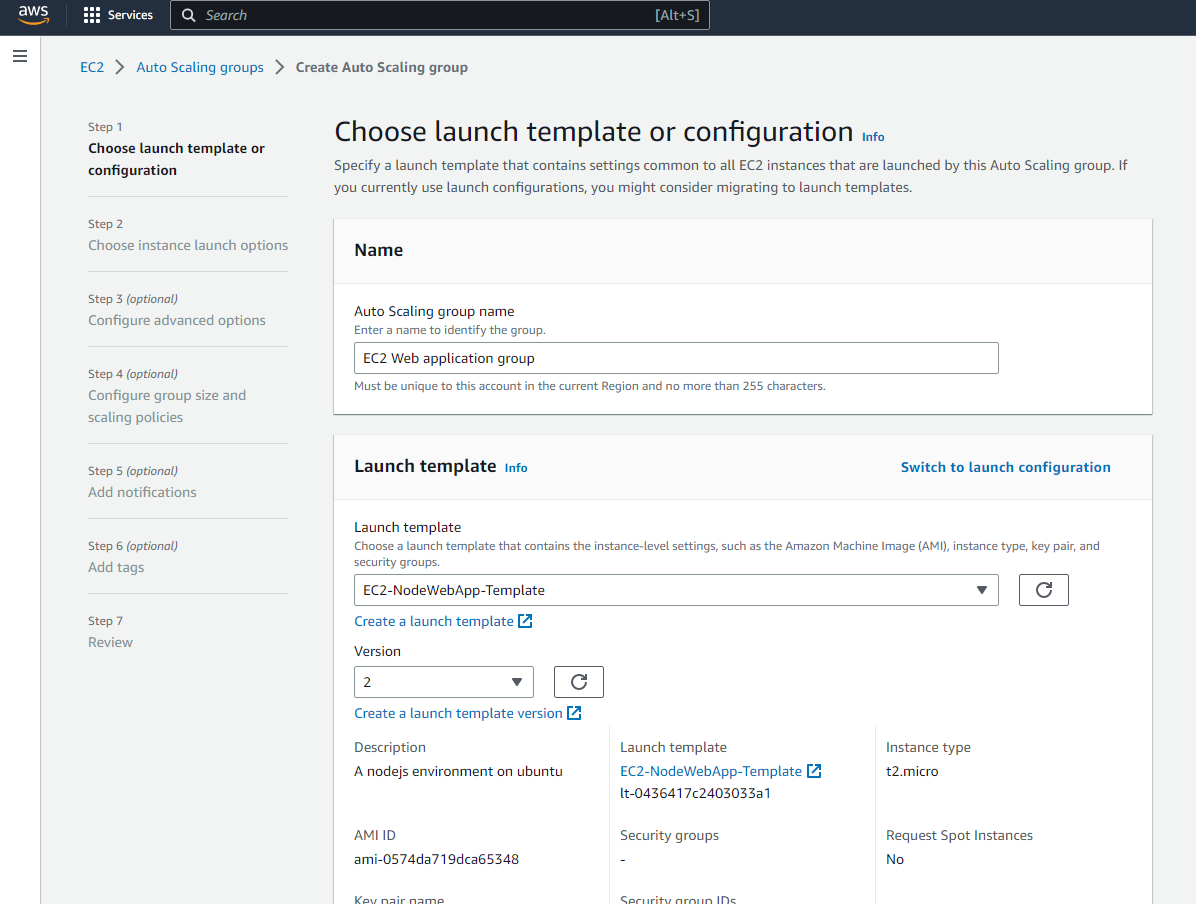 aws
Services
Search
[Alt+S]
EC2 > Auto Scaling groups > Create Auto Scaling group
Step 1
Choose launch template or
configuration
Step 2
Choose instance launch options
Step 3 (optional)
Configure advanced options
Step 4 (optional)
Configure group size and
scaling policies
Step 5 (optional)
Add notifications
Step 6 (optional)
Add tags
Step 7
Review
Choose launch template or configuration Info
Specify a launch template that contains settings common to all EC2 instances that are launched by this Auto Scaling group. If
you currently use launch configurations, you might consider migrating to launch templates.
Name
Auto Scaling group name
Enter a name to identify the group.
EC2 Web application group
Must be unique to this account in the current Region and no more than 255 characters.
Launch template Info
Switch to launch configuration
Launch template
Choose a launch template that contains the instance-level settings, such as the Amazon Machine Image (AMI), instance type, key pair, and
security groups.
EC2-NodeWebApp-Template
Create a launch template
Version
2
Create a launch template version
Description
A nodejs environment on ubuntu
Launch template
EC2-NodeWebApp-Template
lt-0436417c2403033a1
Instance type
t2.micro
AMI ID
ami-0574da719dca65348
Security groups
-
Request Spot Instances
No
Key pair name
Security group IDs